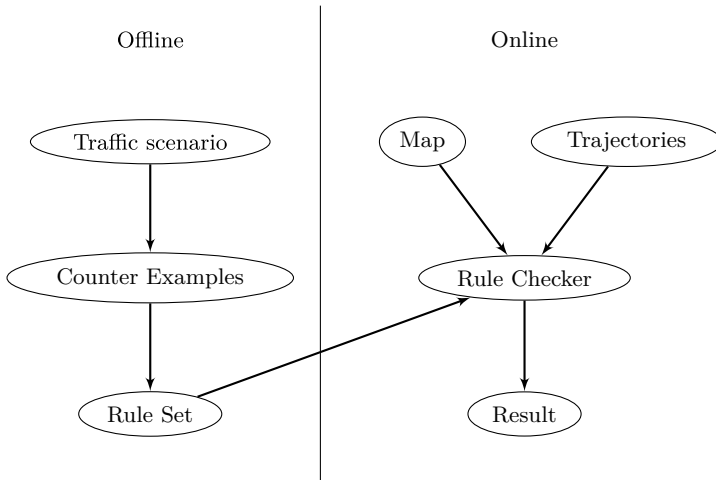 Offline
Online
Traffic scenario
Map
Trajectories
Counter Examples
Rule Checker
Rule Set
Result